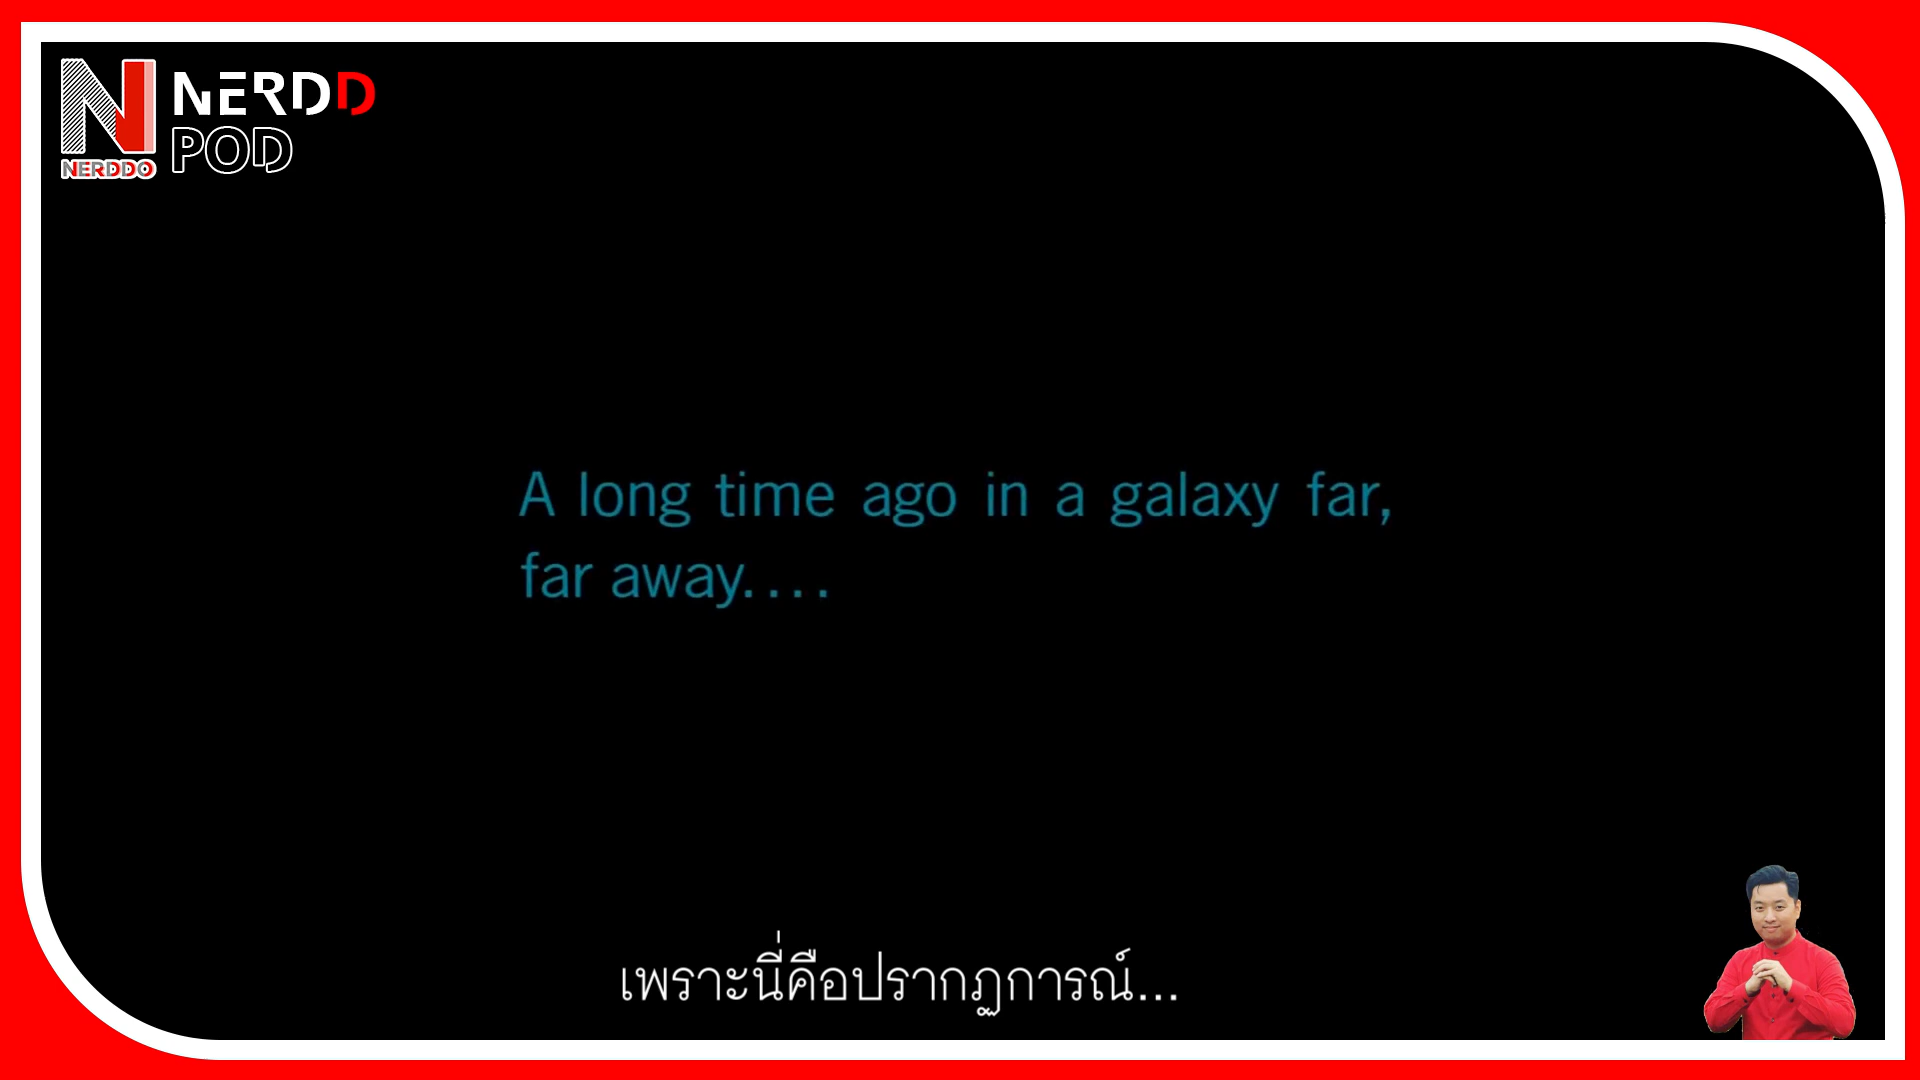 NERDD
POD
NERDDO
A long time ago in a galaxy far,
far away....
เพราะนี่คือปรากฏการณ์...